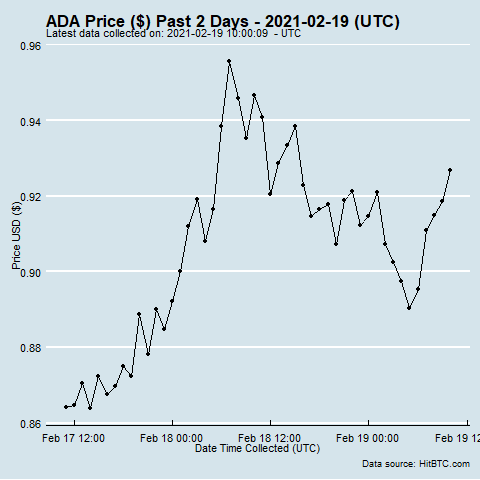 ADA Price ($) Past 2 Days - 2021-02-19 (UTC)
Latest data collected on: 2021-02-19 10:00:09  - UTC
0.96
0.94
0.92
0.90
0.88
0.86
Price USD ($)
Feb 17 12:00
Feb 18 00:00
Feb 18 12:00
Feb 19 00:00
Feb 19 12
Date Time Collected (UTC)
Data source: HitBTC.com